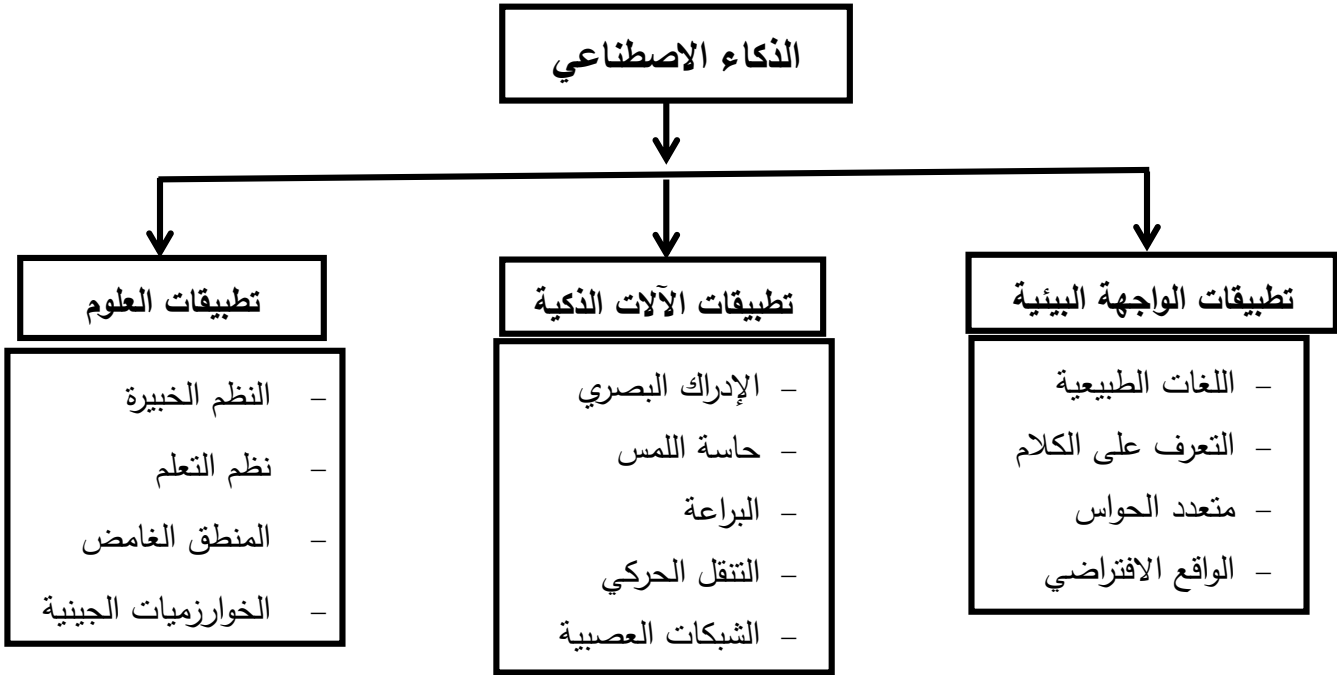 الذكاء الاصطناعي
تطبيقات الواجهة البيئية
- اللغات الطبيعية
- التعرف على الكلام
- متعدد الحواس
- الواقع الافتراضي
تطبيقات الآلات الذكية
- الإدراك البصري
- حاسة اللمس
- البراعة
- التنقل الحركي
- الشبكات العصبية
تطبيقات العلوم
- النظم الخبيرة
- نظم التعلم
- المنطق الغامض
- الخوارزميات الجينية